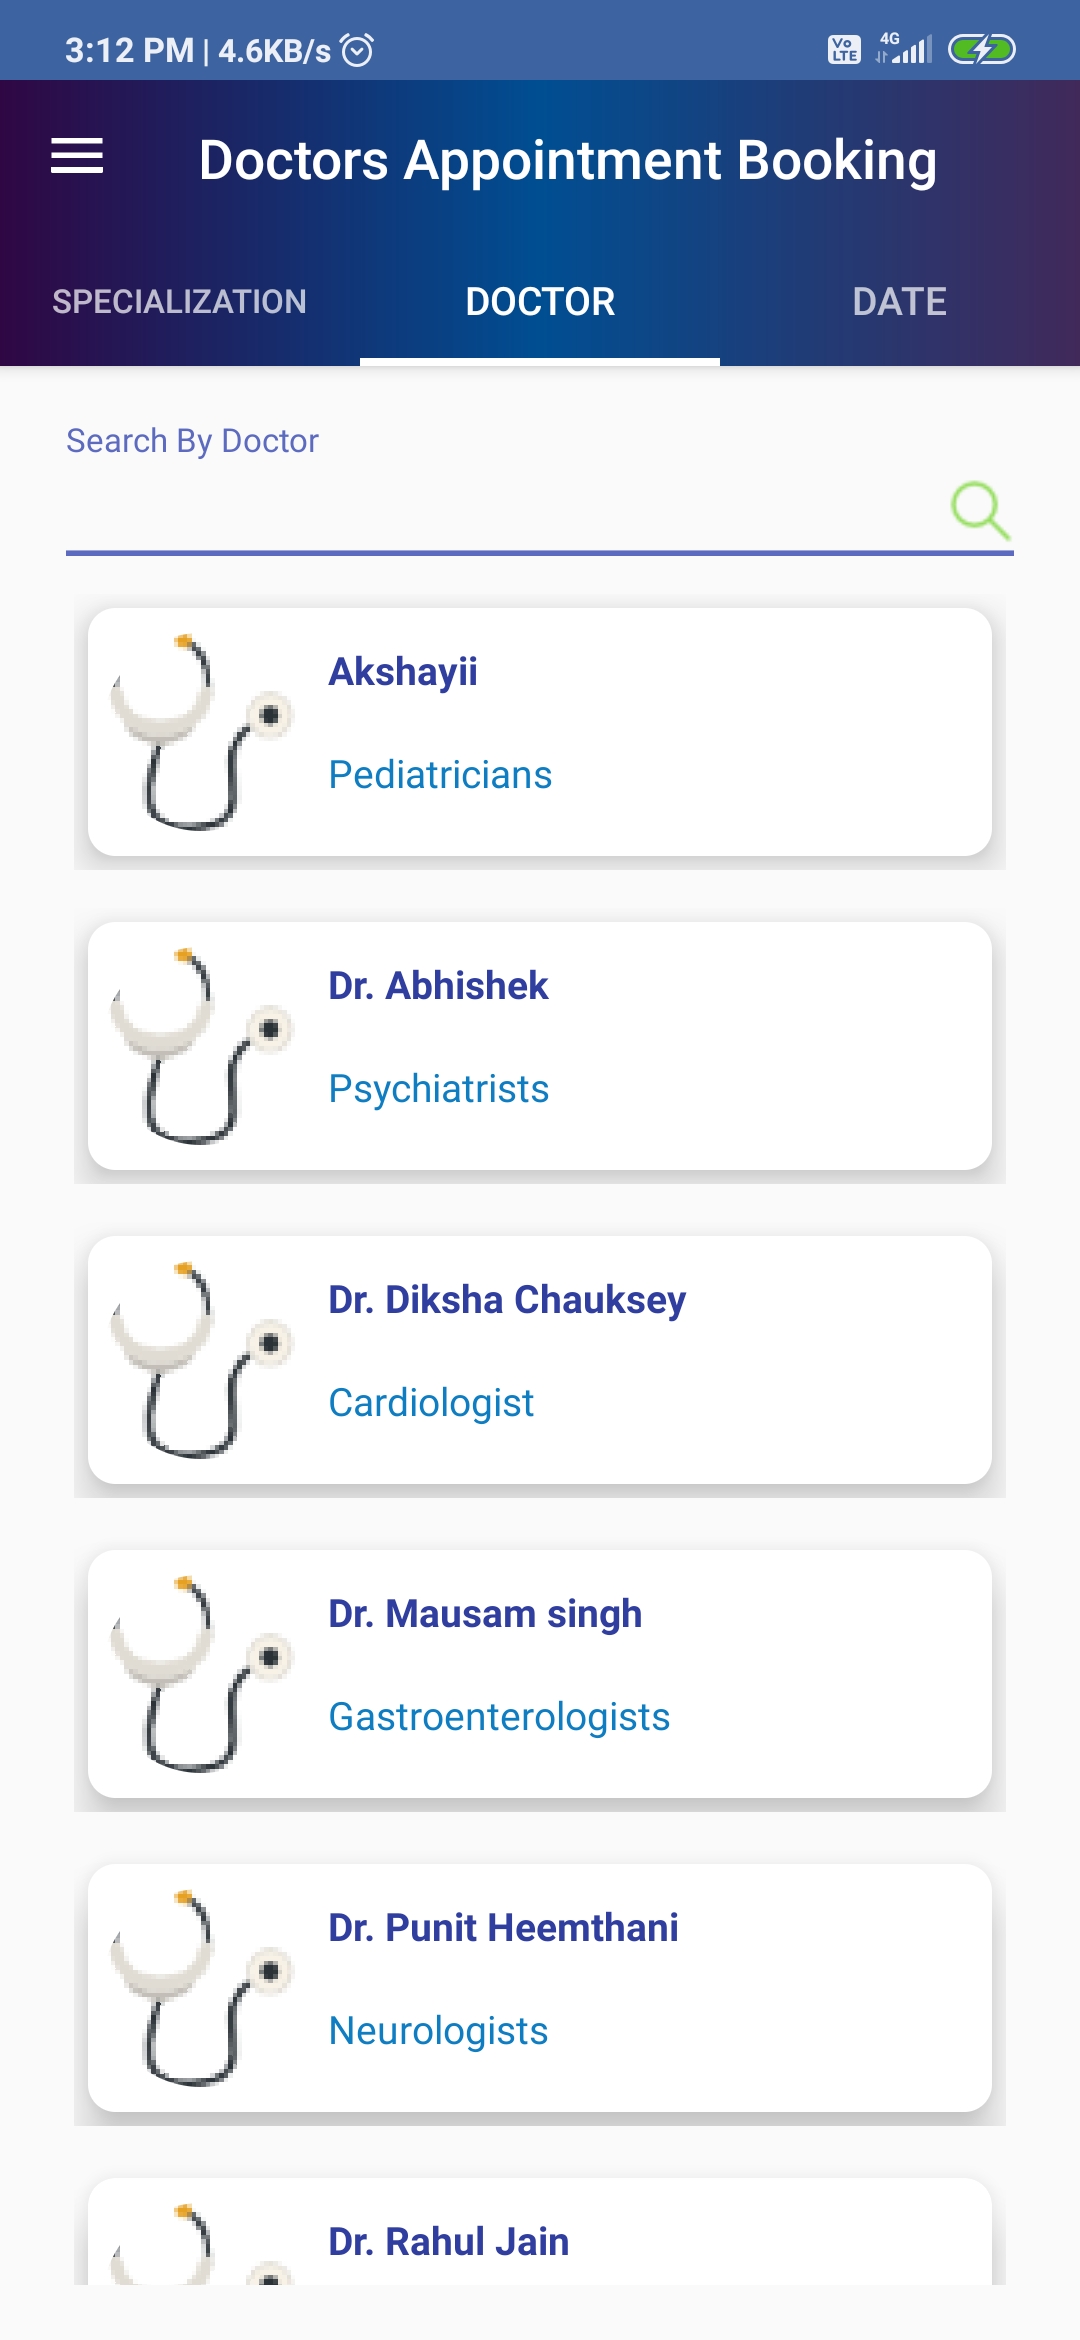 3:12 PM | 4.6KB/s
Vo LTE 4G
Doctors Appointment Booking
SPECIALIZATION DOCTOR DATE
Search By Doctor
Akshayii
Pediatricians
Dr. Abhishek
Psychiatrists
Dr. Diksha Chauksey
Cardiologist
Dr. Mausam singh
Gastroenterologists
Dr. Punit Heemthani
Neurologists
Dr. Rahul Jain